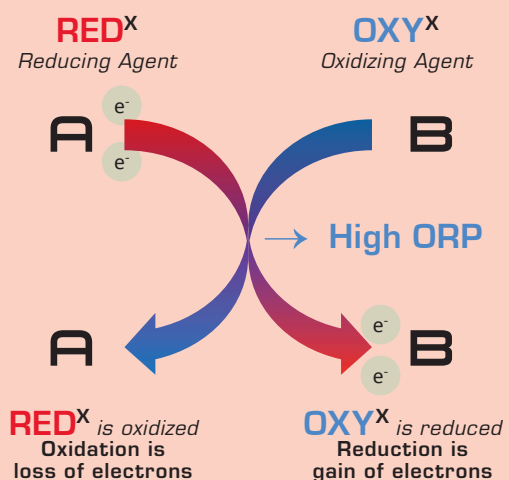 REDˣ
Reducing Agent
OXYˣ
Oxidizing Agent
A
e⁻
e⁻
B
→ High ORP
A
e⁻
e⁻
B
REDˣ is oxidized
Oxidation is
loss of electrons
OXYˣ is reduced
Reduction is
gain of electrons